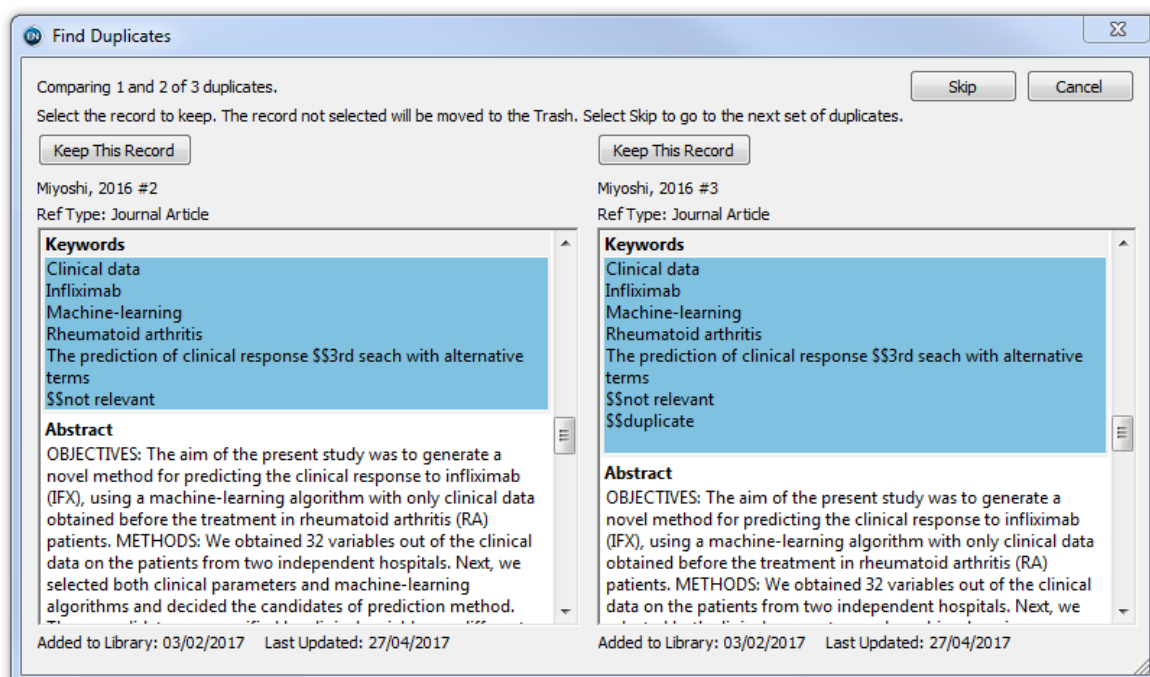 EN Find Duplicates
Comparing 1 and 2 of 3 duplicates.
Skip
Cancel
Select the record to keep. The record not selected will be moved to the Trash. Select Skip to go to the next set of duplicates.
Keep This Record
Miyoshi, 2016 #2
Ref Type: Journal Article
Keywords
Clinical data
Infliximab
Machine-learning
Rheumatoid arthritis
The prediction of clinical response $$3rd seach with alternative
terms
$$not relevant
Abstract
OBJECTIVES: The aim of the present study was to generate a
novel method for predicting the clinical response to infliximab
(IFX), using a machine-learning algorithm with only clinical data
obtained before the treatment in rheumatoid arthritis (RA)
patients. METHODS: We obtained 32 variables out of the clinical
data on the patients from two independent hospitals. Next, we
selected both clinical parameters and machine-learning
algorithms and decided the candidates of prediction method.
Added to Library: 03/02/2017 Last Updated: 27/04/2017
Keep This Record
Miyoshi, 2016 #3
Ref Type: Journal Article
Keywords
Clinical data
Infliximab
Machine-learning
Rheumatoid arthritis
The prediction of clinical response $$3rd seach with alternative
terms
$$not relevant
$$duplicate
Abstract
OBJECTIVES: The aim of the present study was to generate a
novel method for predicting the clinical response to infliximab
(IFX), using a machine-learning algorithm with only clinical data
obtained before the treatment in rheumatoid arthritis (RA)
patients. METHODS: We obtained 32 variables out of the clinical
data on the patients from two independent hospitals. Next, we
Added to Library: 03/02/2017 Last Updated: 27/04/2017